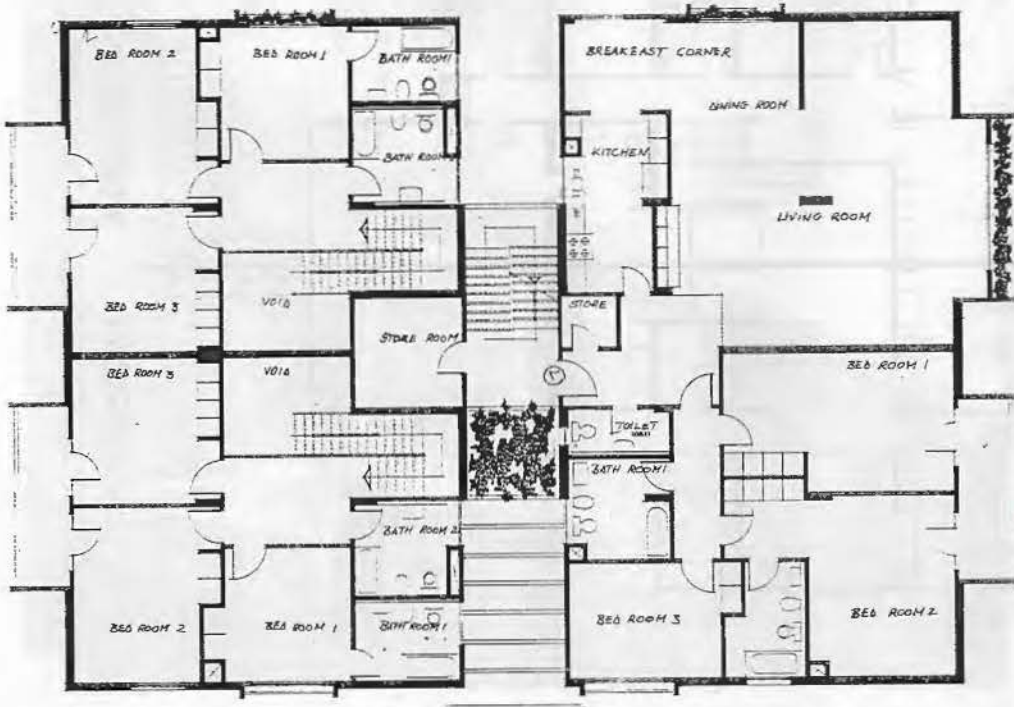 BED ROOM 2
BED ROOM 1
BATH ROOM 1
BREAKEAST CORNER
LIVING ROOM
BATH ROOM
KITCHEN
LIVING ROOM
BED ROOM 3
VOID
STORE ROOM
STORE
BED ROOM 3
VOID
BED ROOM 1
TOILET
BATH ROOM 1
BATH ROOM 2
BED ROOM 2
BED ROOM 1
BATH ROOM 1
BED ROOM 3
BED ROOM 2